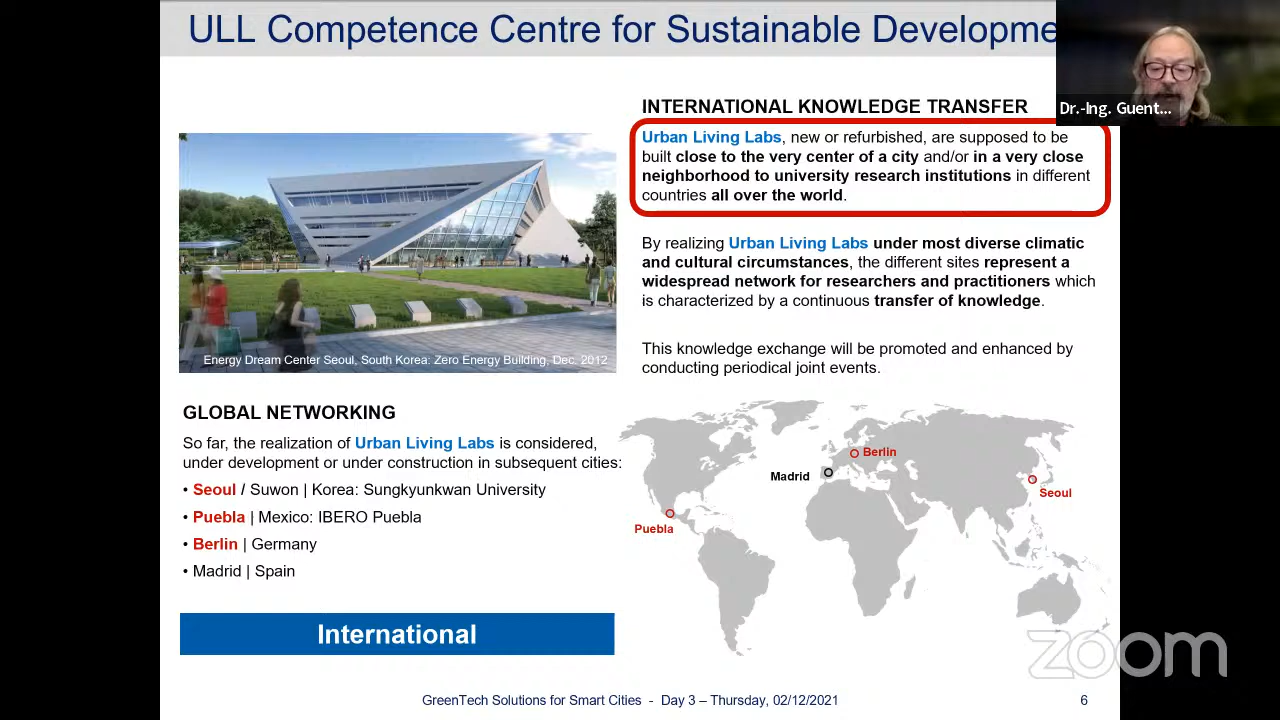 ULL Competence Centre for Sustainable Developme
Dr.-Ing. Guent...
INTERNATIONAL KNOWLEDGE TRANSFER
Urban Living Labs, new or refurbished, are supposed to be
built close to the very center of a city and/or in a very close
neighborhood to university research institutions in different
countries all over the world.
By realizing Urban Living Labs under most diverse climatic
and cultural circumstances, the different sites represent a
widespread network for researchers and practitioners which
is characterized by a continuous transfer of knowledge.
This knowledge exchange will be promoted and enhanced by
conducting periodical joint events.
Energy Dream Center Seoul, South Korea: Zero Energy Building, Dec. 2012
GLOBAL NETWORKING
So far, the realization of Urban Living Labs is considered,
under development or under construction in subsequent cities:
• Seoul / Suwon | Korea: Sungkyunkwan University
• Puebla | Mexico: IBERO Puebla
• Berlin | Germany
• Madrid | Spain
International
Berlin
Madrid
Seoul
Puebla
zoom
GreenTech Solutions for Smart Cities - Day 3 – Thursday, 02/12/2021
6